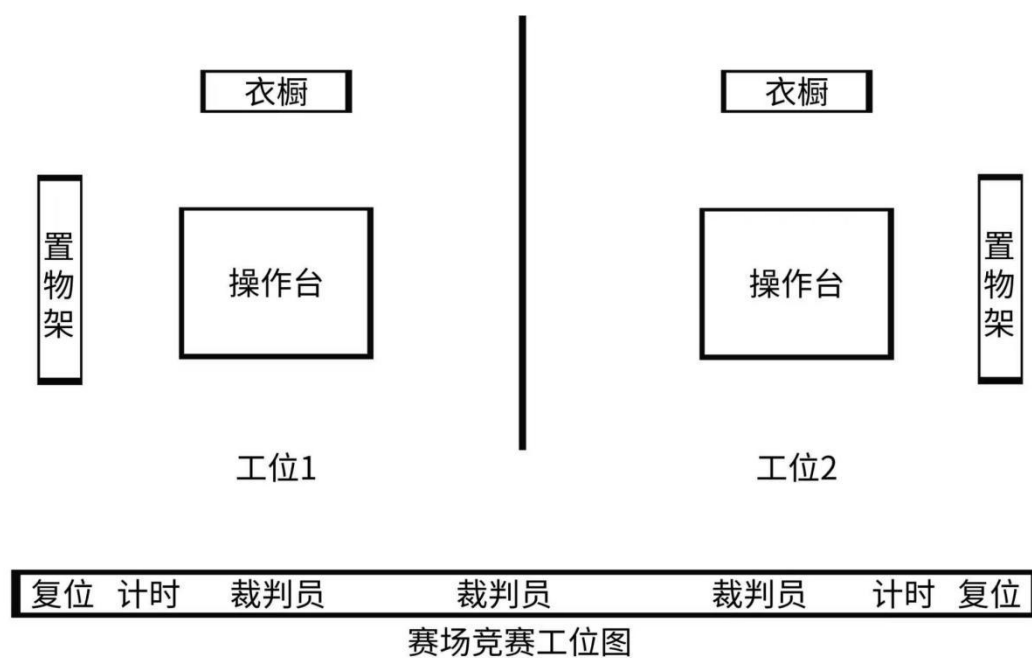 衣橱 衣橱
置物架 操作台 操作台 置物架
工位1 工位2
复位 计时 裁判员 裁判员 裁判员 计时 复位
赛场竞赛工位图